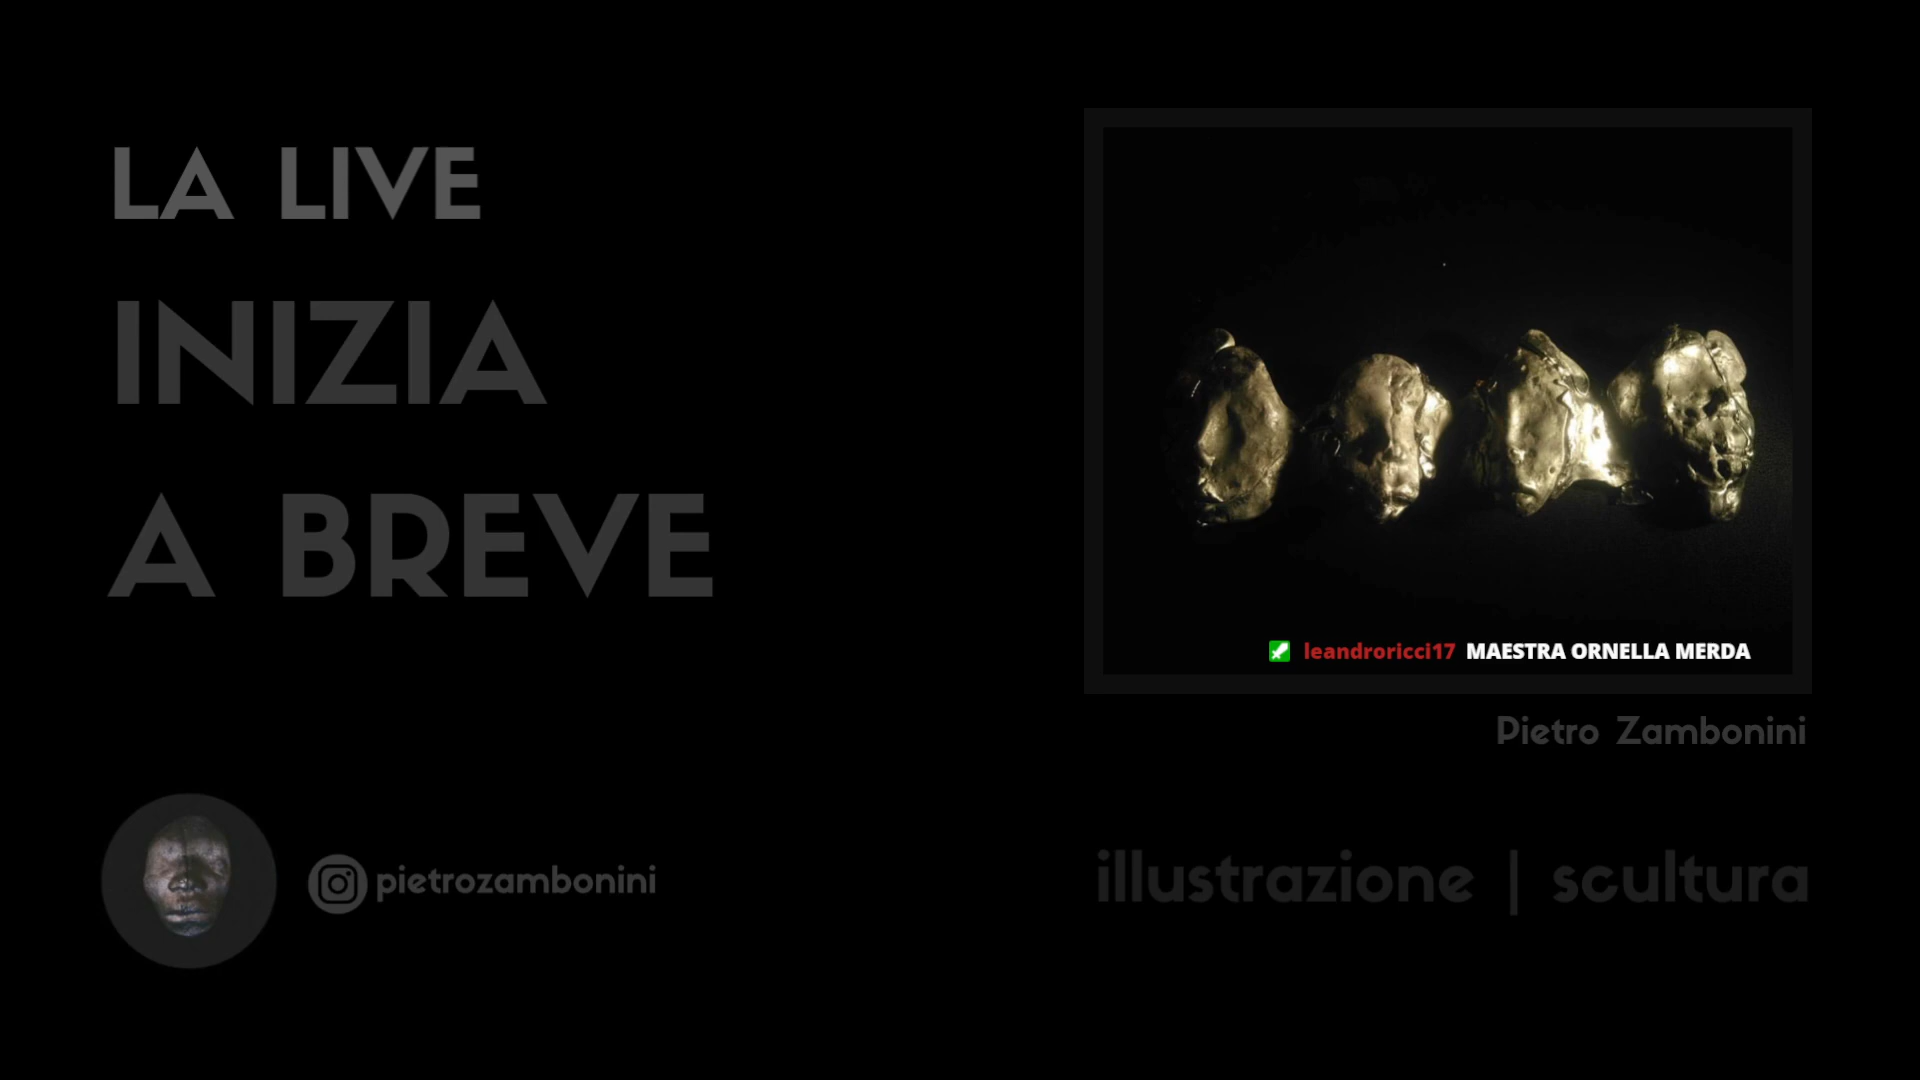 LA LIVE
INIZIA
A BREVE
leandroricci17 MAESTRA ORNELLA MERDA
Pietro Zambonini
pietrozambonini
illustrazione | scultura